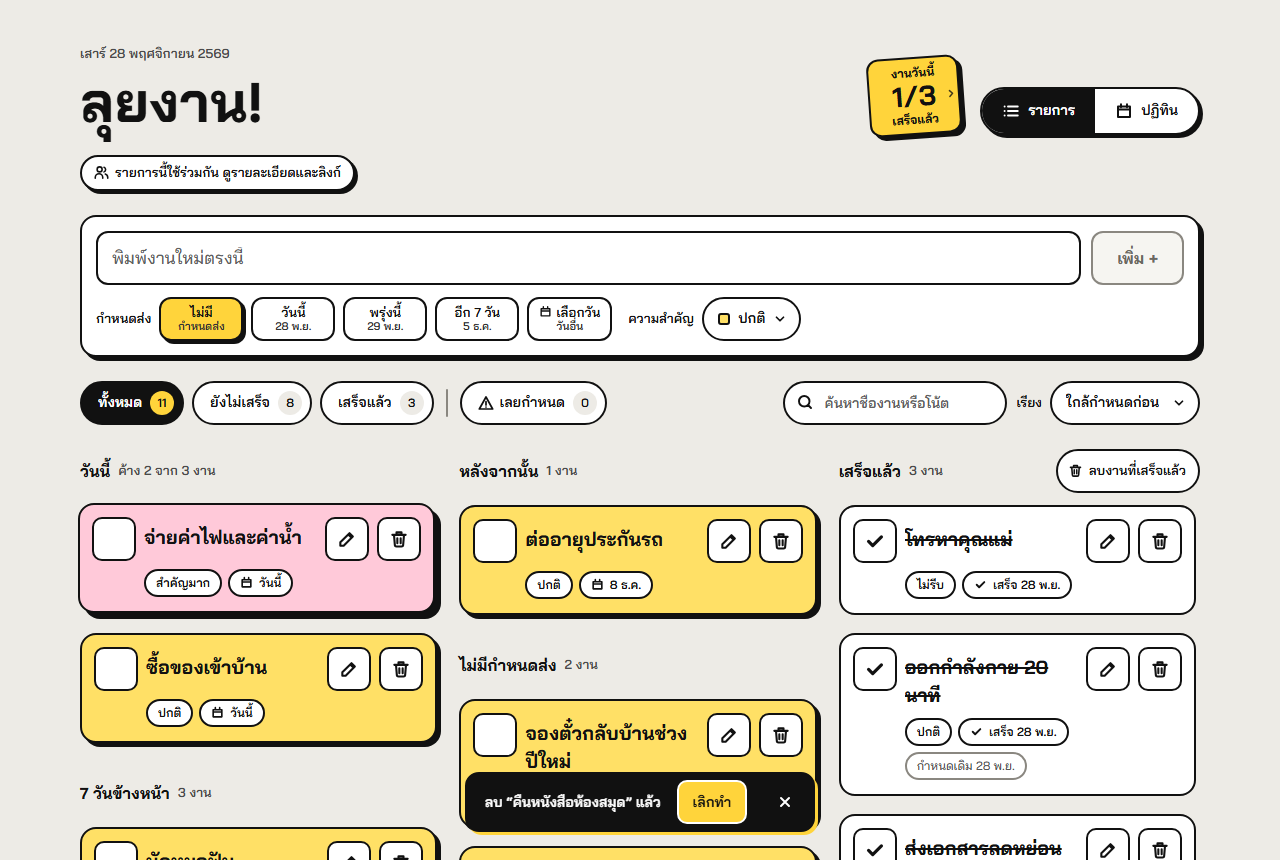 เสาร์ 28 พฤศจิกายน 2569
ลุยงาน!
งานวันนี้
1/3
เสร็จแล้ว
รายการ
ปฏิทิน
รายการนี้ใช้ร่วมกัน ดูรายละเอียดและลิงก์
พิมพ์งานใหม่ตรงนี้
เพิ่ม +
กำหนดส่ง
ไม่มี
กำหนดส่ง
วันนี้
28 พ.ย.
พรุ่งนี้
29 พ.ย.
อีก 7 วัน
5 ธ.ค.
เลือกวัน
วันอื่น
ความสำคัญ
ปกติ
ทั้งหมด 11
ยังไม่เสร็จ 8
เสร็จแล้ว 3
เลยกำหนด 0
ค้นหาชื่องานหรือโน้ต
เรียง
ใกล้กำหนดก่อน
วันนี้ ค้าง 2 จาก 3 งาน
จ่ายค่าไฟและค่าน้ำ
สำคัญมาก
วันนี้
ซื้อของเข้าบ้าน
ปกติ
วันนี้
7 วันข้างหน้า 3 งาน
หลังจากนั้น 1 งาน
ต่ออายุประกันรถ
ปกติ
8 ธ.ค.
ไม่มีกำหนดส่ง 2 งาน
จองตั๋วกลับบ้านช่วง
ปีใหม่
ลบ “คืนหนังสือห้องสมุด” แล้ว
เลิกทำ
เสร็จแล้ว 3 งาน
ลบงานที่เสร็จแล้ว
โทรหาคุณแม่
ไม่รีบ
เสร็จ 28 พ.ย.
ออกกำลังกาย 20
นาที
ปกติ
เสร็จ 28 พ.ย.
กำหนดเดิม 28 พ.ย.
ส่งเอกสารลดหย่อน